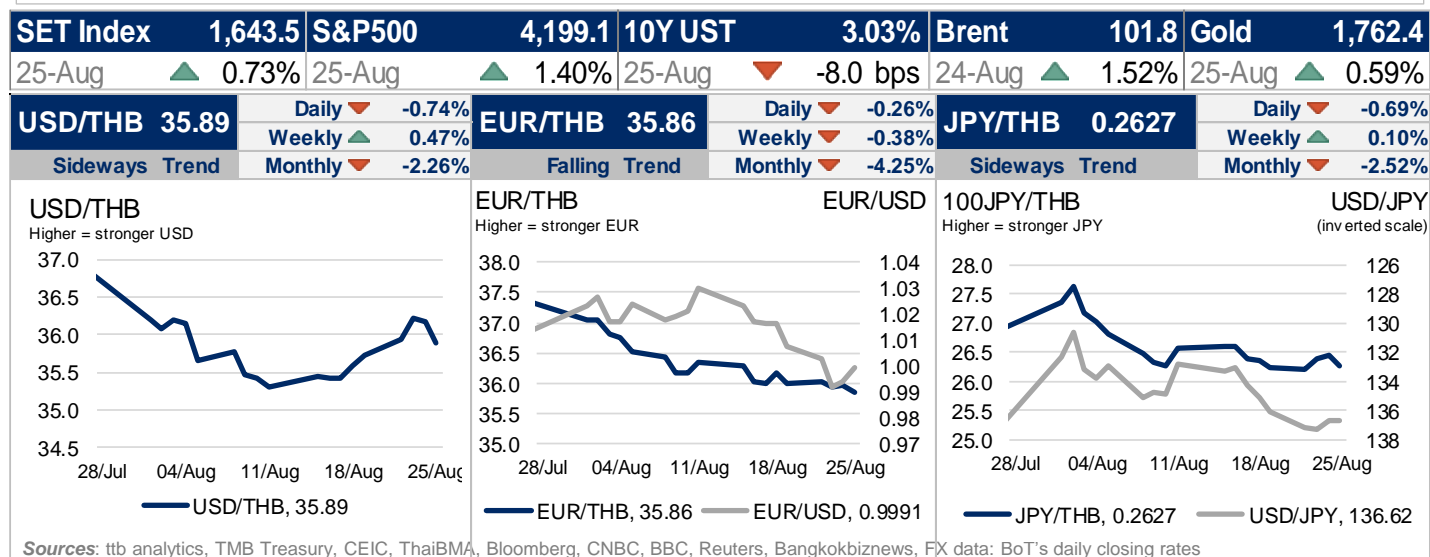 SET Index 1,643.5 S&P500 4,199.1 10Y UST 3.03% Brent 101.8 Gold 1,762.4
25-Aug 0.73% 25-Aug 1.40% 25-Aug -8.0 bps 24-Aug 1.52% 25-Aug 0.59%
USD/THB 35.89
Daily -0.74%
Weekly 0.47%
Sideways Trend Monthly -2.26%
EUR/THB 35.86
Daily -0.26%
Weekly -0.38%
Falling Trend Monthly -4.25%
JPY/THB 0.2627
Daily -0.69%
Weekly 0.10%
Sideways Trend Monthly -2.52%
USD/THB
Higher = stronger USD
37.0
36.5
36.0
35.5
35.0
34.5
28/Jul 04/Aug 11/Aug 18/Aug 25/Aug
USD/THB, 35.89
EUR/THB EUR/USD
Higher = stronger EUR
38.0 1.04
37.5 1.03
37.0 1.02
36.5 1.01
36.0 1.00
35.5 0.99
35.0 0.98
0.97
28/Jul 04/Aug 11/Aug 18/Aug 25/Aug
EUR/THB, 35.86 EUR/USD, 0.9991
100JPY/THB USD/JPY
Higher = stronger JPY (inverted scale)
28.0 126
27.5 128
27.0 130
26.5 132
26.0 134
25.5 136
25.0 138
28/Jul 04/Aug 11/Aug 18/Aug 25/Aug
JPY/THB, 0.2627 USD/JPY, 136.62
Sources: ttb analytics, TMB Treasury, CEIC, ThaiBMA, Bloomberg, CNBC, BBC, Reuters, Bangkokbiznews, FX data: BoT's daily closing rates